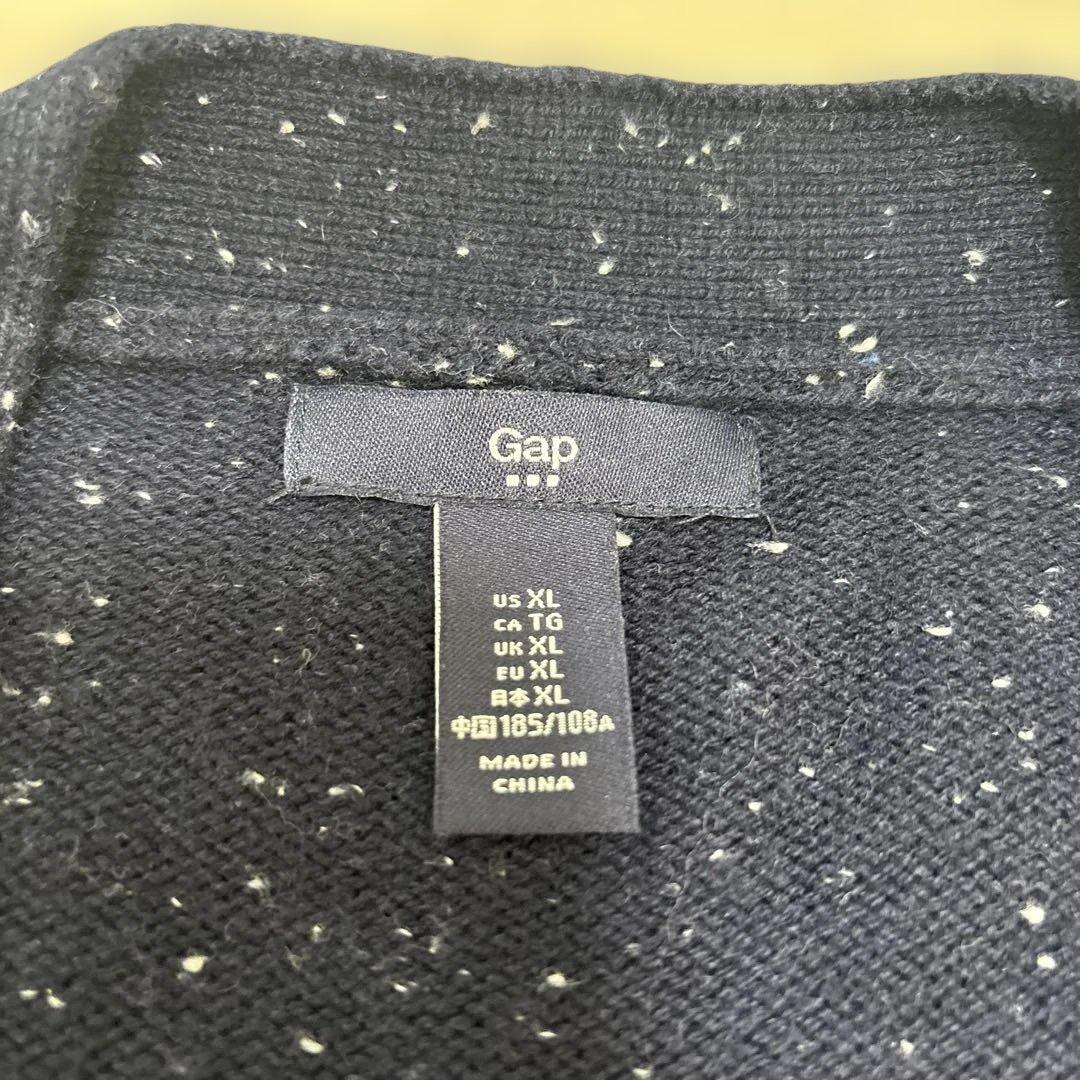 Gap
US XL
CA TG
UK XL
EU XL
日本 XL
中国 185/108A
MADE IN
CHINA